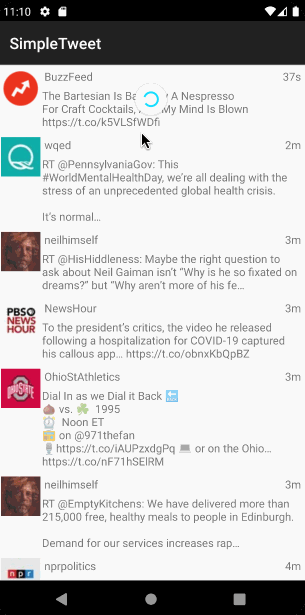 11:10
SimpleTweet
BuzzFeed 37s
The Bartesian Is Ba y A Nespresso
For Craft Cocktails, My Mind Is Blown
https://t.co/k5VLSfWDfi
wqed 2m
RT @PennsylvaniaGov: This
#WorldMentalHealthDay, we're all dealing with the
stress of an unprecedented global health crisis.
It's normal…
neilhimself 3m
RT @HisHiddleness: Maybe the right question to
ask about Neil Gaiman isn't “Why is he so fixated on
dreams?” but “Why aren't more of his fe…
PBS NEWS HOUR
NewsHour 3m
To the president's critics, the video he released
following a hospitalization for COVID-19 captured
his callous app… https://t.co/obnxKbQpBZ
OHIO STATE
OhioStAthletics 3m
Dial In as we Dial it Back 🔙
🌰 vs. ☘️ 1995
⏰ Noon ET
📻 on @971thefan
🎙️https://t.co/iAUPzxdgPq 💻 or on the Ohio…
https://t.co/nF71hSElRM
neilhimself 3m
RT @EmptyKitchens: We have delivered more than
215,000 free, healthy meals to people in Edinburgh.
Demand for our services increases rap…
npr
nprpolitics 4m